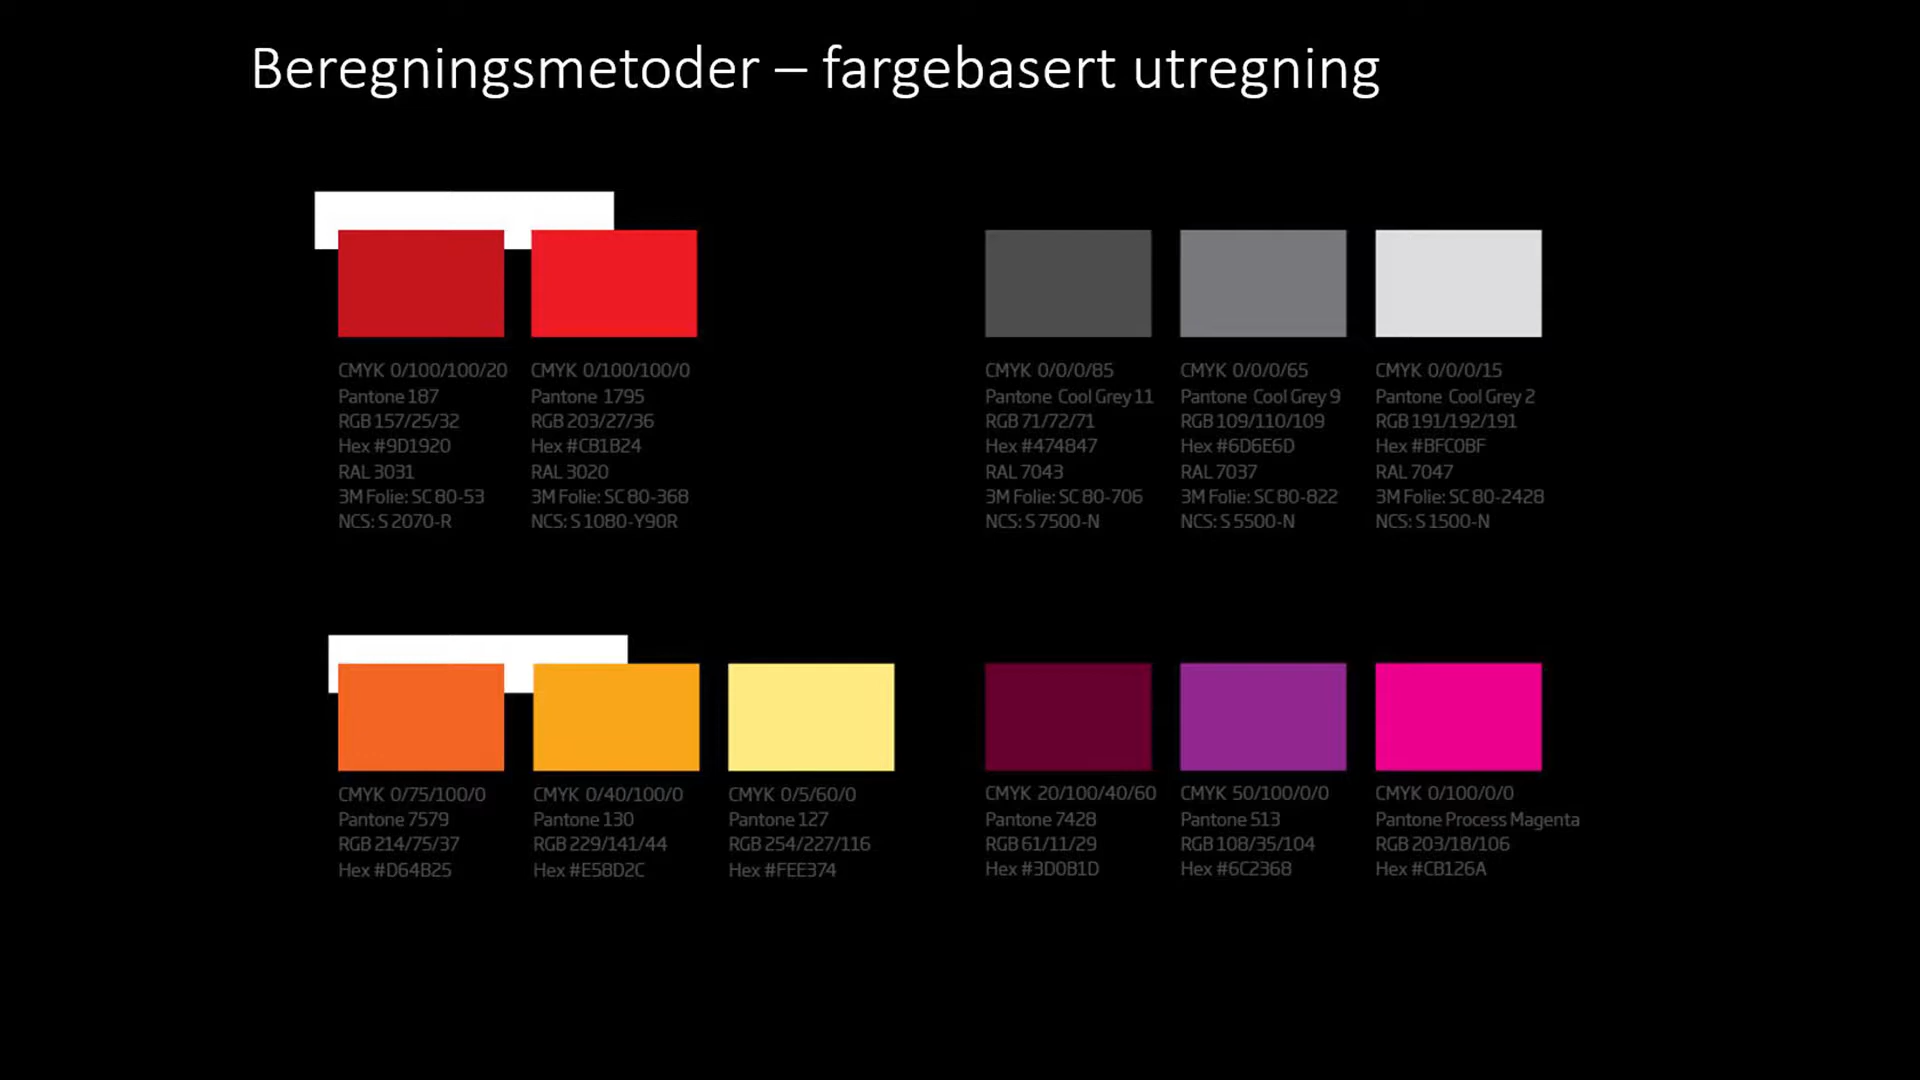 Beregningsmetoder – fargebasert utregning
CMYK 0/100/100/20
Pantone 187
RGB 157/25/32
Hex #9D1920
RAL 3031
3M Folie: SC 80-53
NCS: S 2070-R
CMYK 0/100/100/0
Pantone 1795
RGB 203/27/36
Hex #CB1B24
RAL 3020
3M Folie: SC 80-368
NCS: S 1080-Y90R
CMYK 0/0/0/85
Pantone Cool Grey 11
RGB 71/72/71
Hex #474847
RAL 7043
3M Folie: SC 80-706
NCS: S 7500-N
CMYK 0/0/0/65
Pantone Cool Grey 9
RGB 109/110/109
Hex #6D6E6D
RAL 7037
3M Folie: SC 80-822
NCS: S 5500-N
CMYK 0/0/0/15
Pantone Cool Grey 2
RGB 191/192/191
Hex #BFC0BF
RAL 7047
3M Folie: SC 80-2428
NCS: S 1500-N
CMYK 0/75/100/0
Pantone 7579
RGB 214/75/37
Hex #D64B25
CMYK 0/40/100/0
Pantone 130
RGB 229/141/44
Hex #E58D2C
CMYK 0/5/60/0
Pantone 127
RGB 254/227/116
Hex #FEE374
CMYK 20/100/40/60
Pantone 7428
RGB 61/11/29
Hex #3D0B1D
CMYK 50/100/0/0
Pantone 513
RGB 108/35/104
Hex #6C2368
CMYK 0/100/0/0
Pantone Process Magenta
RGB 203/18/106
Hex #CB126A